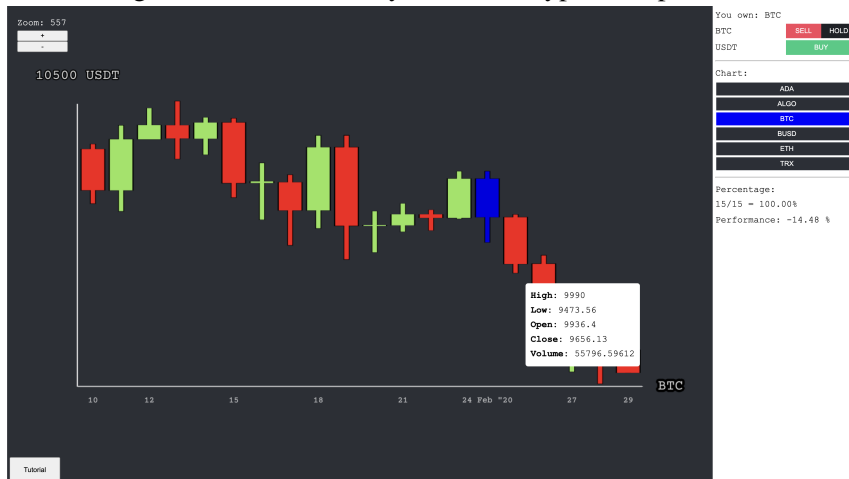 Zoom: 557
+
-
10500 USDT
BTC
10 12 15 18 21 24 Feb "20 27 29
High: 9990
Low: 9473.56
Open: 9936.4
Close: 9656.13
Volume: 55796.59612
Tutorial
You own: BTC
BTC SELL HOLD
USDT BUY
Chart:
ADA
ALGO
BTC
BUSD
ETH
TRX
Percentage:
15/15 = 100.00%
Performance: -14.48 %